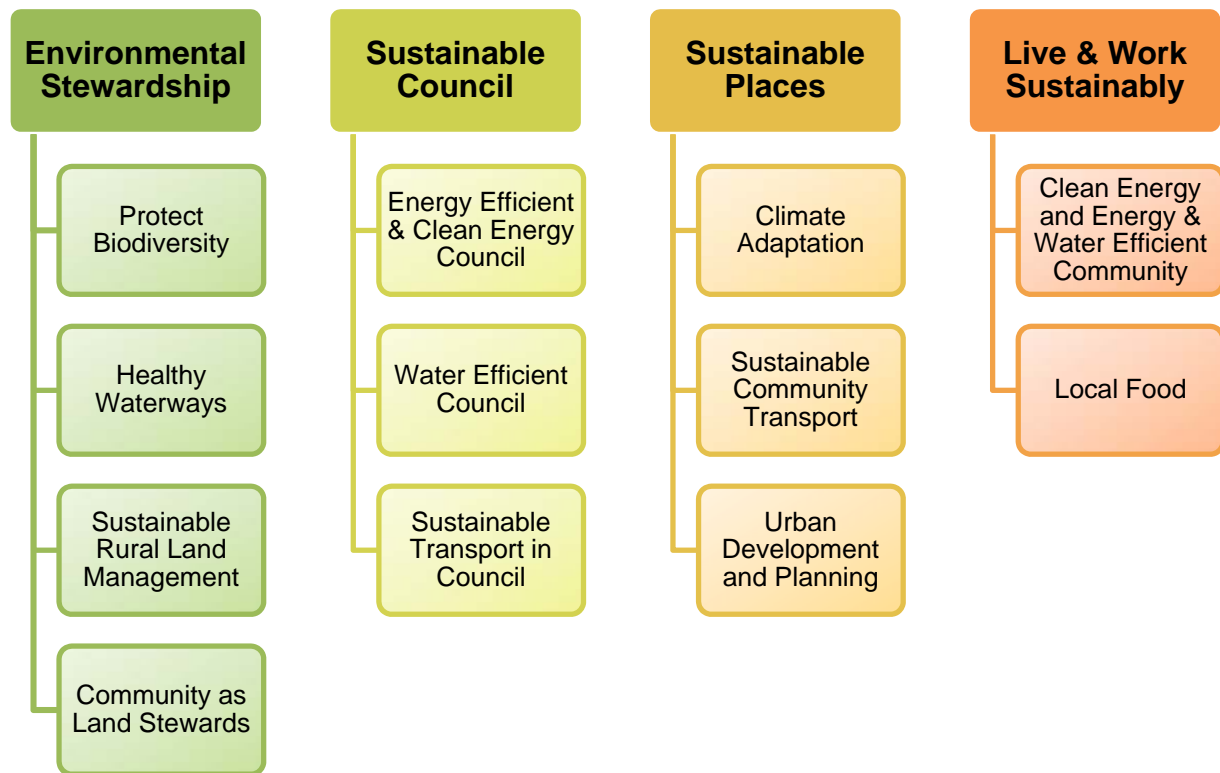 Environmental
Stewardship
Protect
Biodiversity
Healthy
Waterways
Sustainable
Rural Land
Management
Community as
Land Stewards
Sustainable
Council
Energy Efficient
& Clean Energy
Council
Water Efficient
Council
Sustainable
Transport in
Council
Sustainable
Places
Climate
Adaptation
Sustainable
Community
Transport
Urban
Development
and Planning
Live & Work
Sustainably
Clean Energy
and Energy &
Water Efficient
Community
Local Food